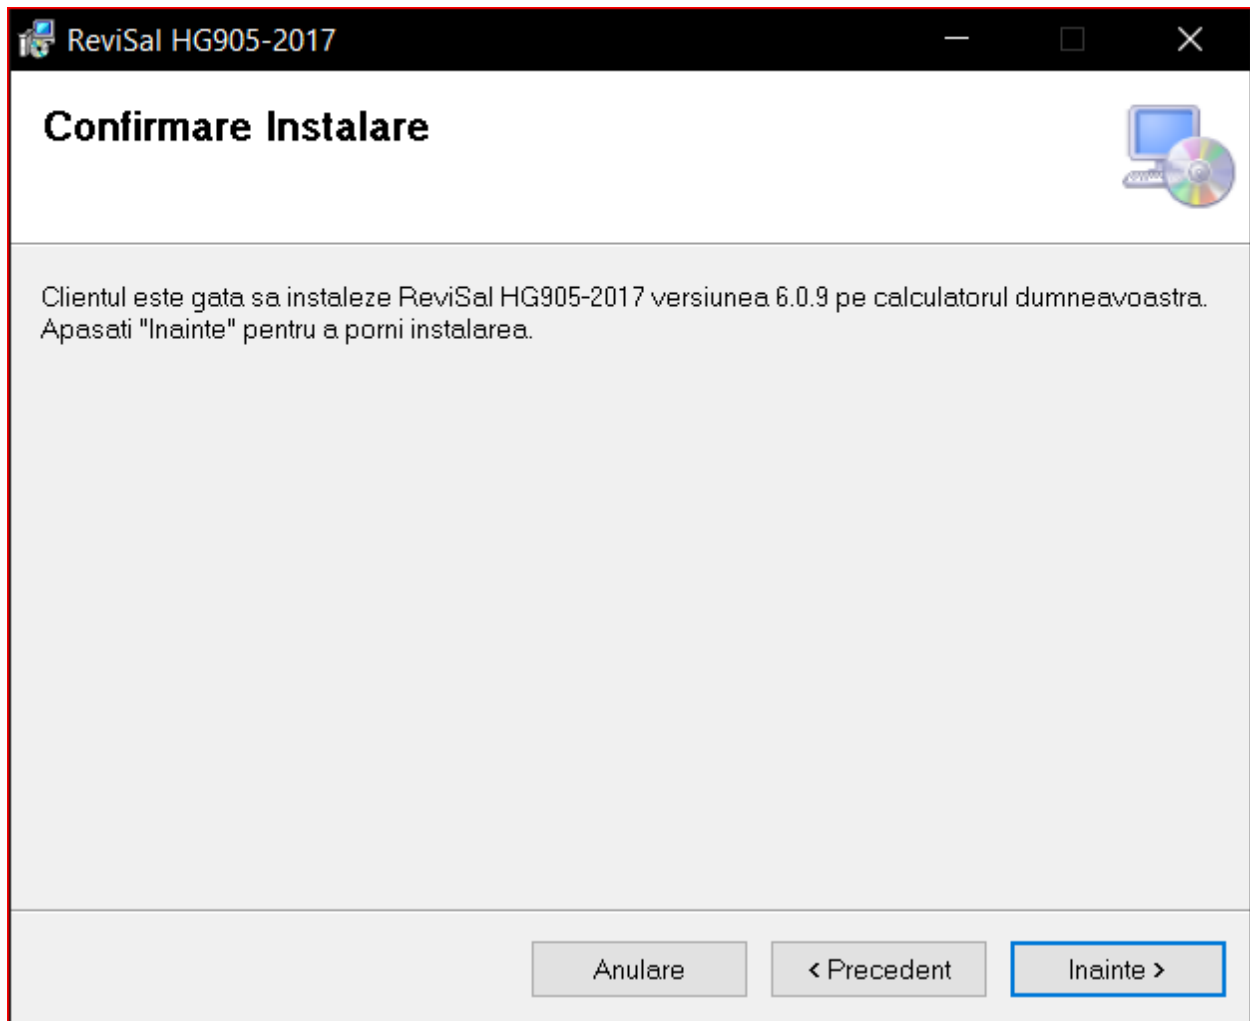 ReviSal HG905-2017
Confirmare Instalare
Clientul este gata sa instaleze ReviSal HG905-2017 versiunea 6.0.9 pe calculatorul dumneavoastra.
Apasati "Inainte" pentru a porni instalarea.
Anulare
< Precedent
Inainte >